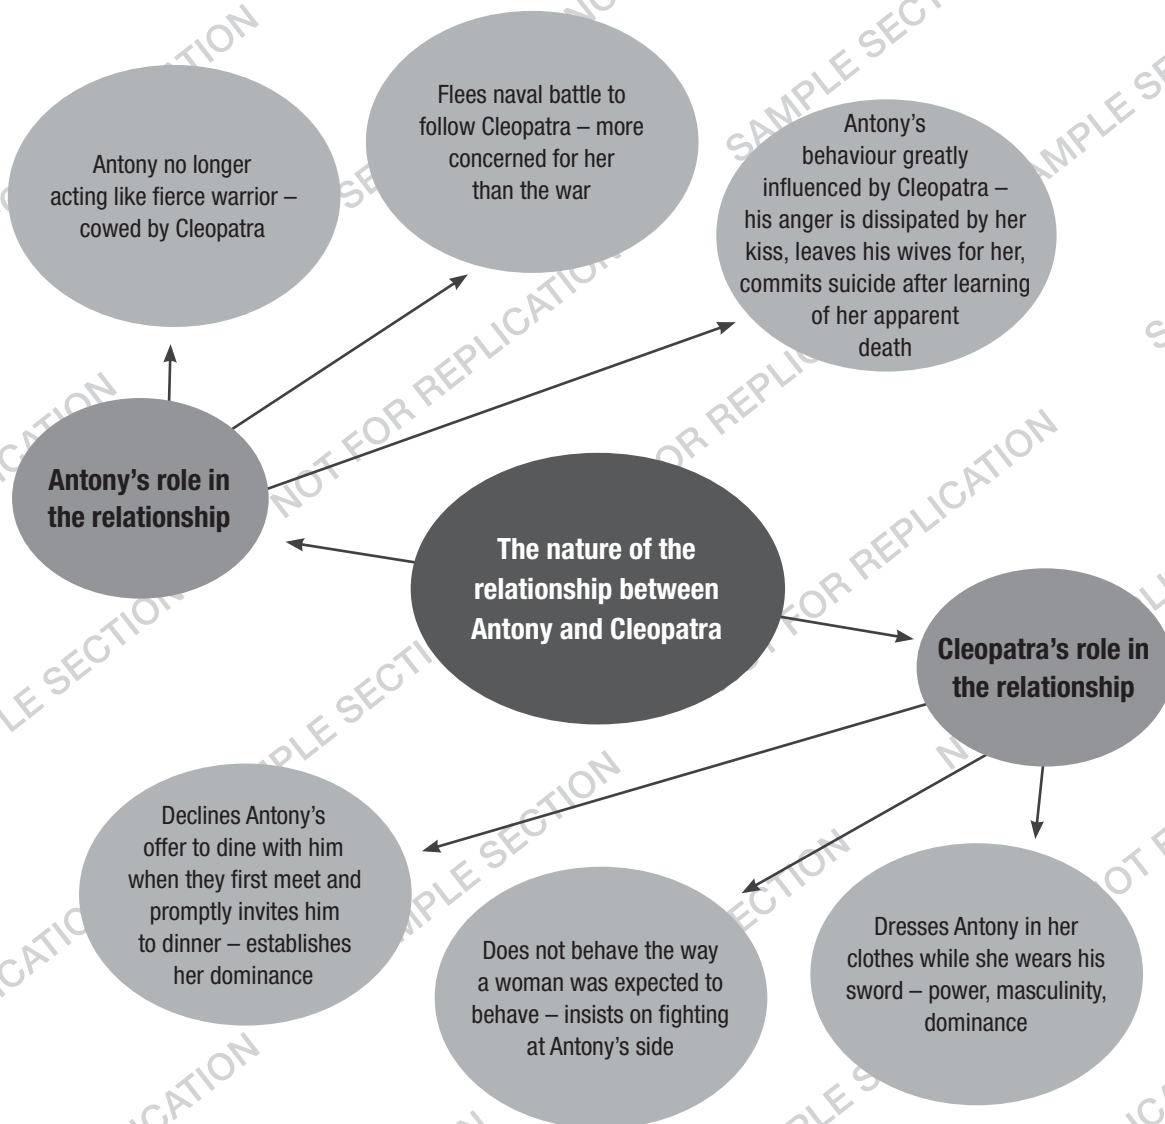 Flees naval battle to
follow Cleopatra – more
concerned for her
than the war
Antony no longer
acting like fierce warrior –
cowed by Cleopatra
Antony's
behaviour greatly
influenced by Cleopatra –
his anger is dissipated by her
kiss, leaves his wives for her,
commits suicide after learning
of her apparent
death
Antony's role in
the relationship
The nature of the
relationship between
Antony and Cleopatra
Cleopatra's role in
the relationship
Declines Antony's
offer to dine with him
when they first meet and
promptly invites him
to dinner – establishes
her dominance
Does not behave the way
a woman was expected to
behave – insists on fighting
at Antony's side
Dresses Antony in her
clothes while she wears his
sword – power, masculinity,
dominance
SAMPLE SECTION
NOT FOR REPLICATION